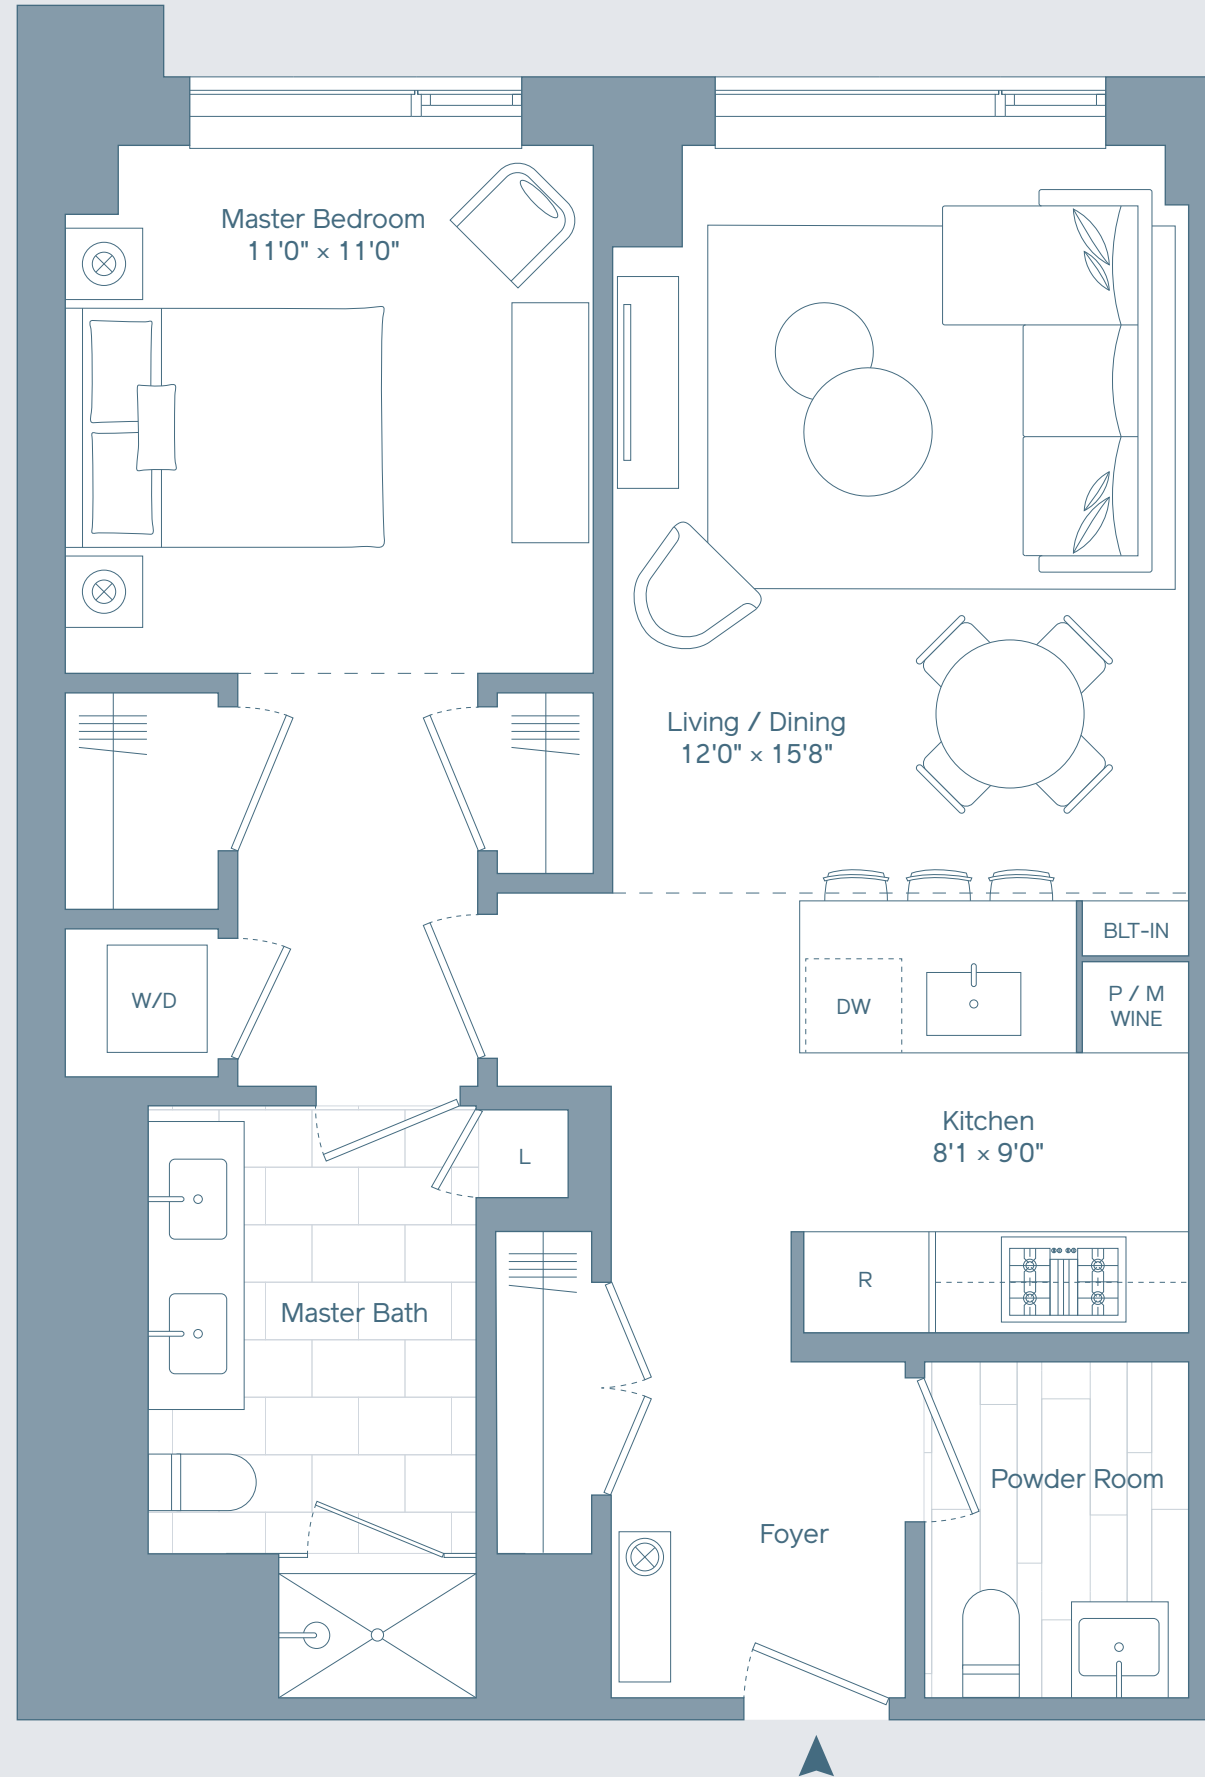 Master Bedroom
11'0" × 11'0"
Living / Dining
12'0" × 15'8"
BLT-IN
W/D
DW
P / M
WINE
Kitchen
8'1 × 9'0"
L
R
Master Bath
Powder Room
Foyer